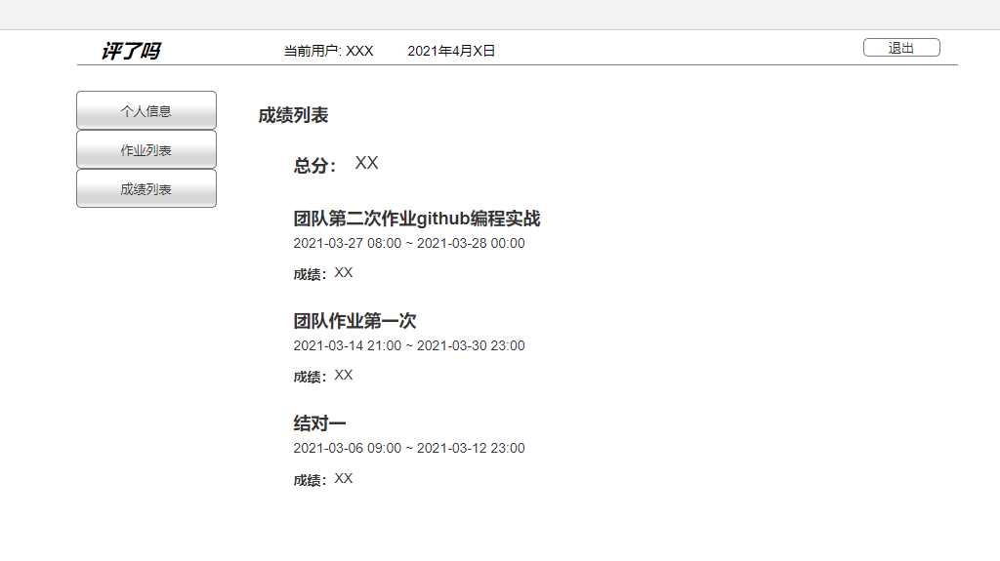 评了吗 当前用户: XXX 2021年4月X日 退出
个人信息
作业列表
成绩列表
成绩列表
总分： XX
团队第二次作业github编程实战
2021-03-27 08:00 ~ 2021-03-28 00:00
成绩：XX
团队作业第一次
2021-03-14 21:00 ~ 2021-03-30 23:00
成绩：XX
结对一
2021-03-06 09:00 ~ 2021-03-12 23:00
成绩：XX